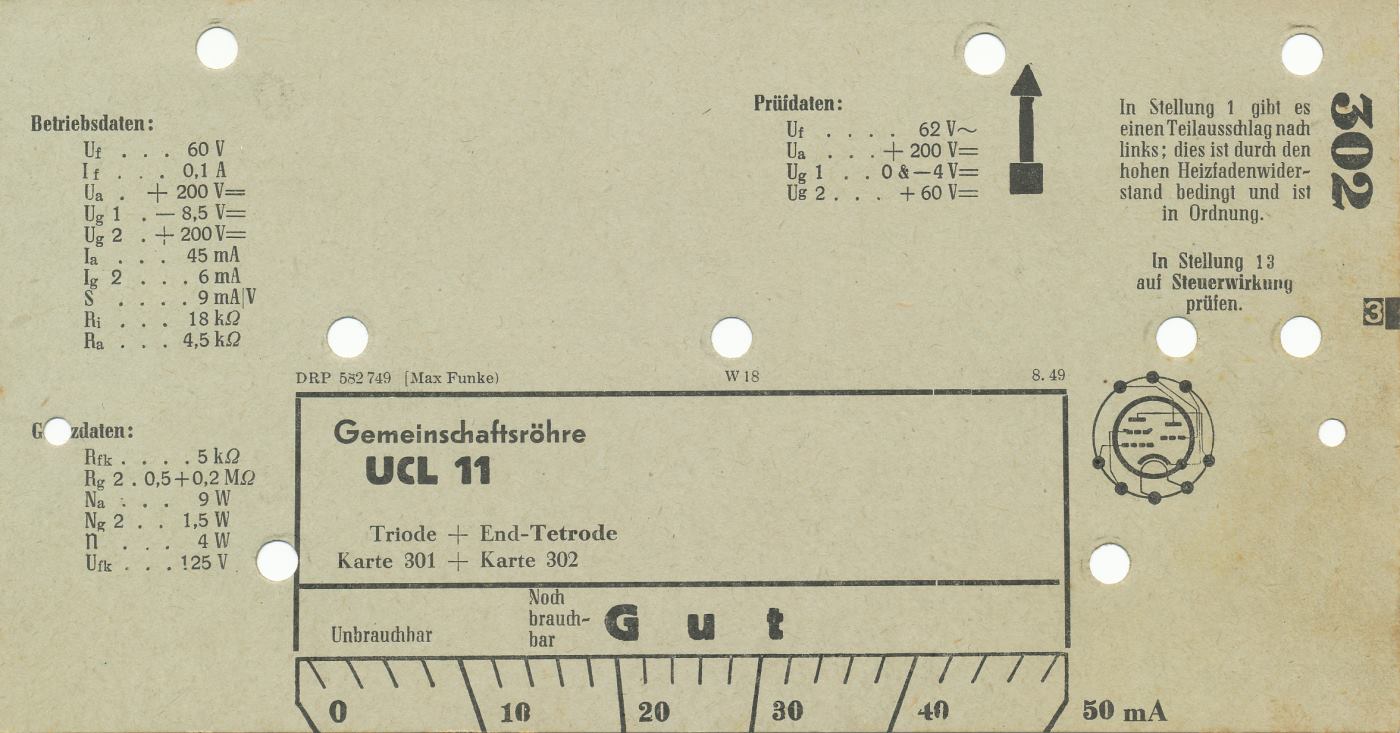 Betriebsdaten:
Uf . . . 60 V
If . . . 0,1 A
Ua . + 200 V=
Ug 1 . — 8,5 V=
Ug 2 . + 200 V=
Ia . . . 45 mA
Ig 2 . . . 6 mA
S . . . . 9 mA|V
Ri . . . 18 kΩ
Ra . . . 4,5 kΩ
G zdaten:
Rfk . . . . 5 kΩ
Rg 2 . 0,5+0,2 MΩ
Na . . . 9 W
Ng 2 . . 1,5 W
n . . . 4 W
Ufk . . . 125 V
Prüfdaten:
Uf . . . . 62 V~
Ua . . . + 200 V=
Ug 1 . . 0 &—4 V=
Ug 2 . . . + 60 V=
In Stellung 1 gibt es
einen Teilausschlag nach
links; dies ist durch den
hohen Heizfadenwider-
stand bedingt und ist
in Ordnung.
In Stellung 13
auf Steuerwirkung
prüfen.
302
3
DRP 582 749 (Max Funke) W 18 8. 49
Gemeinschaftsröhre
UCL 11
Triode + End-Tetrode
Karte 301 + Karte 302
Unbrauchbar
Noch
brauch-
bar
Gut
0 10 20 30 40 50 mA